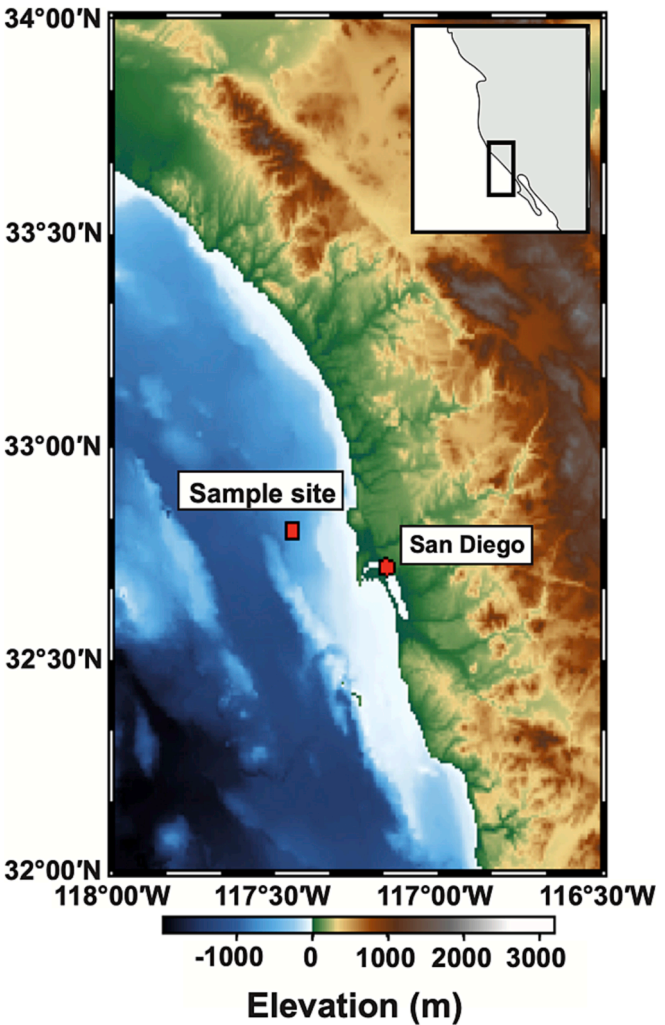 34°00′N
33°30′N
33°00′N
Sample site
San Diego
32°30′N
32°00′N
118°00′W 117°30′W 117°00′W 116°30′W
-1000 0 1000 2000 3000
Elevation (m)